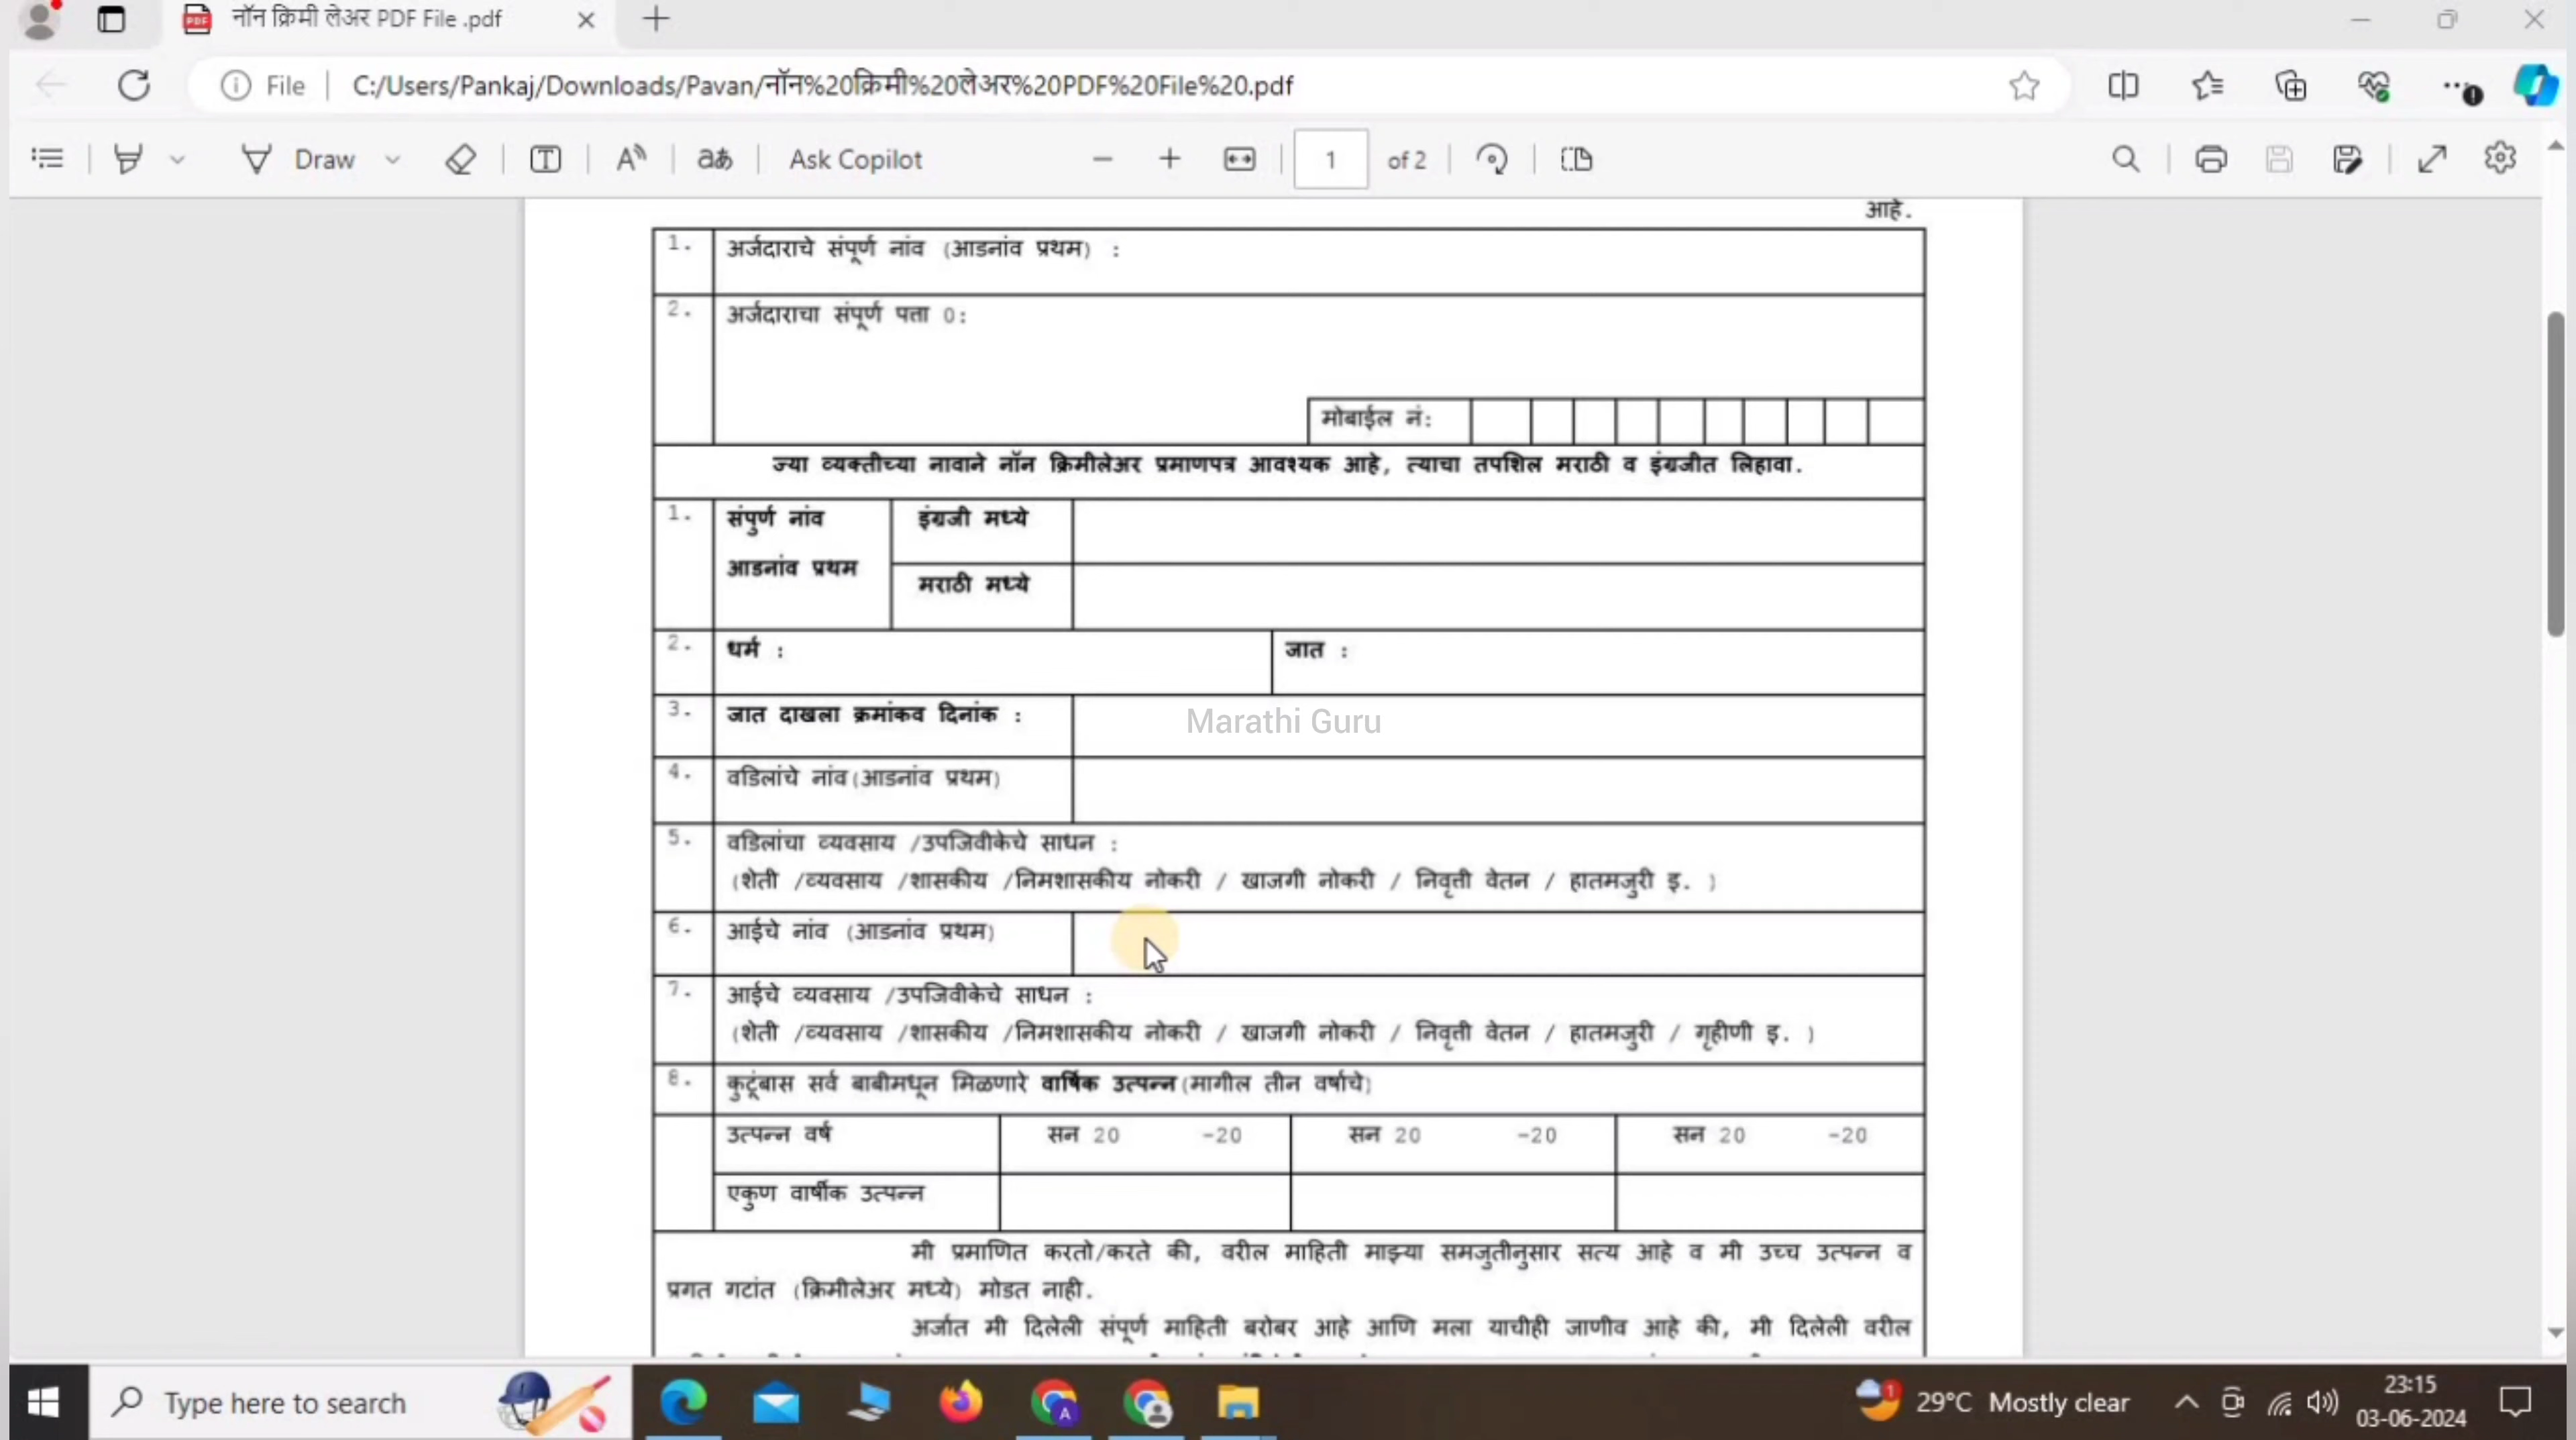 नॉन क्रिमी लेअर PDF File .pdf
File
C:/Users/Pankaj/Downloads/Pavan/नॉन%20क्रिमी%20लेअर%20PDF%20File%20.pdf
Draw
aあ
Ask Copilot
1
of 2
आहे.
1. अर्जदाराचे संपूर्ण नांव (आडनांव प्रथम) :
2. अर्जदाराचा संपूर्ण पत्ता 0:
मोबाईल नं:
ज्या व्यक्तीच्या नावाने नॉन क्रिमीलेअर प्रमाणपत्र आवश्यक आहे, त्याचा तपशिल मराठी व इंग्रजीत लिहावा.
1. संपुर्ण नांव
आडनांव प्रथम
इंग्रजी मध्ये
मराठी मध्ये
2. धर्म : जात :
3. जात दाखला क्रमांकव दिनांक :
Marathi Guru
4. वडिलांचे नांव(आडनांव प्रथम)
5. वडिलांचा व्यवसाय /उपजिवीकेचे साधन :
(शेती /व्यवसाय /शासकीय /निमशासकीय नोकरी / खाजगी नोकरी / निवृत्ती वेतन / हातमजुरी इ. )
6. आईचे नांव (आडनांव प्रथम)
7. आईचे व्यवसाय /उपजिवीकेचे साधन :
(शेती /व्यवसाय /शासकीय /निमशासकीय नोकरी / खाजगी नोकरी / निवृत्ती वेतन / हातमजुरी / गृहीणी इ. )
8. कुटूंबास सर्व बाबीमधून मिळणारे वार्षिक उत्पन्न(मागील तीन वर्षाचे)
उत्पन्न वर्ष सन 20 -20 सन 20 -20 सन 20 -20
एकुण वार्षीक उत्पन्न
मी प्रमाणित करतो/करते की, वरील माहिती माझ्या समजुतीनुसार सत्य आहे व मी उच्च उत्पन्न व
प्रगत गटांत (क्रिमीलेअर मध्ये) मोडत नाही.
अर्जात मी दिलेली संपूर्ण माहिती बरोबर आहे आणि मला याचीही जाणीव आहे की, मी दिलेली वरील
Type here to search
A
1
29°C Mostly clear
23:15
03-06-2024